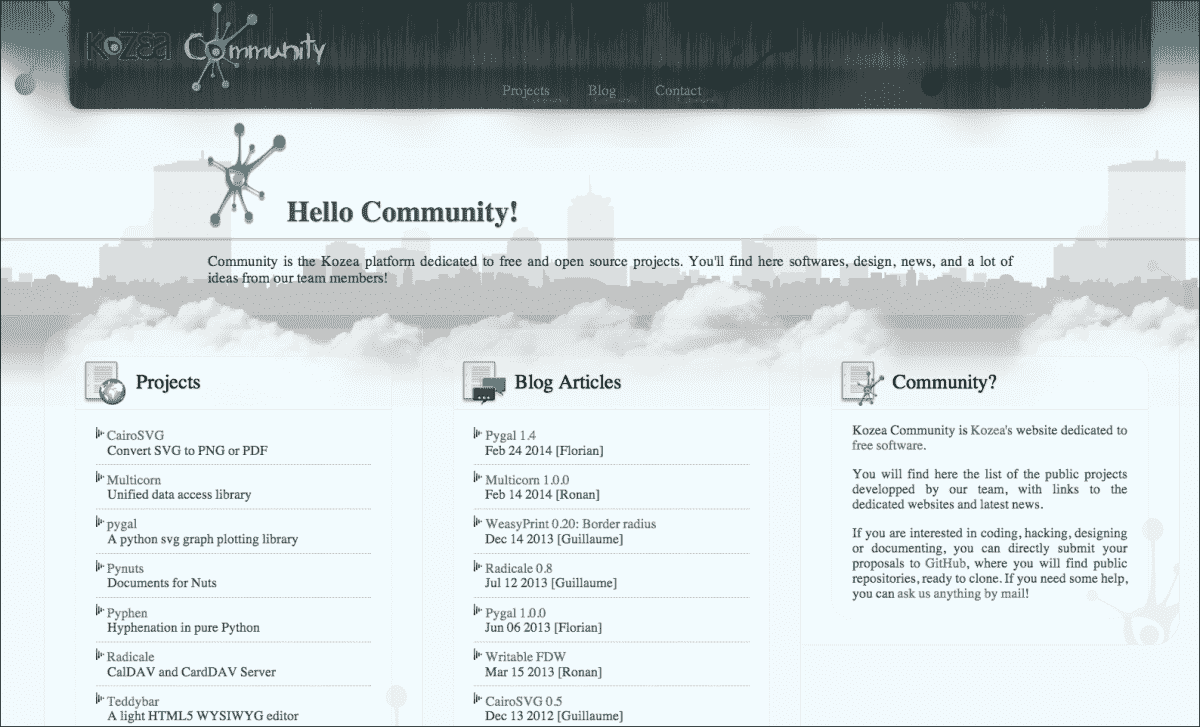 Kozea Community
Projects Blog Contact
Hello Community!
Community is the Kozea platform dedicated to free and open source projects. You'll find here softwares, design, news, and a lot of
ideas from our team members!
Projects
CairoSVG
Convert SVG to PNG or PDF
Multicorn
Unified data access library
pygal
A python svg graph plotting library
Pynuts
Documents for Nuts
Pyphen
Hyphenation in pure Python
Radicale
CalDAV and CardDAV Server
Teddybar
A light HTML5 WYSIWYG editor
Blog Articles
Pygal 1.4
Feb 24 2014 [Florian]
Multicorn 1.0.0
Feb 14 2014 [Ronan]
WeasyPrint 0.20: Border radius
Dec 14 2013 [Guillaume]
Radicale 0.8
Jul 12 2013 [Guillaume]
Pygal 1.0.0
Jun 06 2013 [Florian]
Writable FDW
Mar 15 2013 [Ronan]
CairoSVG 0.5
Dec 13 2012 [Guillaume]
Community?
Kozea Community is Kozea's website dedicated to
free software.
You will find here the list of the public projects
developped by our team, with links to the
dedicated websites and latest news.
If you are interested in coding, hacking, designing
or documenting, you can directly submit your
proposals to GitHub, where you will find public
repositories, ready to clone. If you need some help,
you can ask us anything by mail!